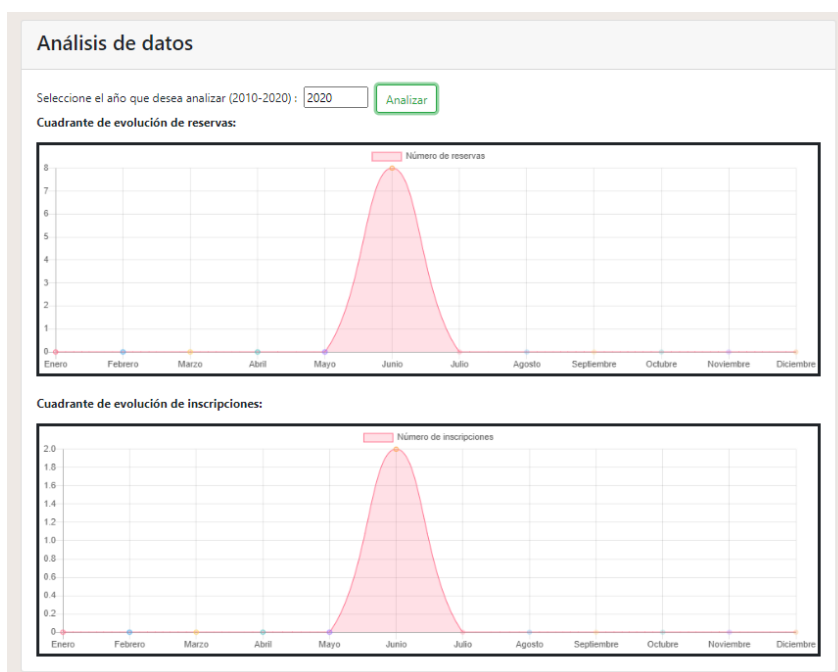 Análisis de datos
Seleccione el año que desea analizar (2010-2020) : 2020 Analizar
Cuadrante de evolución de reservas:
Número de reservas
8
7
6
5
4
3
2
1
0
Enero Febrero Marzo Abril Mayo Junio Julio Agosto Septiembre Octubre Noviembre Diciembre
Cuadrante de evolución de inscripciones:
Número de inscripciones
2.0
1.8
1.6
1.4
1.2
1.0
0.8
0.6
0.4
0.2
0
Enero Febrero Marzo Abril Mayo Junio Julio Agosto Septiembre Octubre Noviembre Diciembre